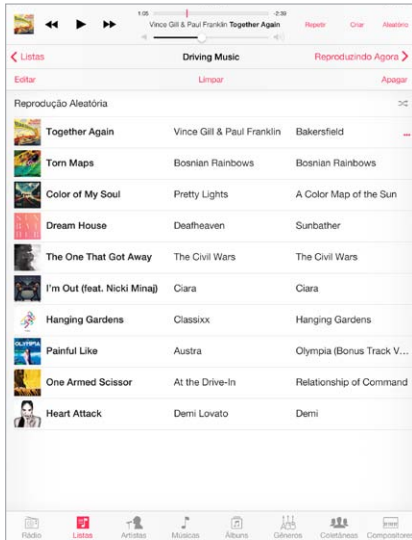 1:05 -2:39
Vince Gill & Paul Franklin Together Again Repetir Criar Aleatório
Listas Driving Music Reproduzindo Agora
Editar Limpar Apagar
Reprodução Aleatória
Together Again Vince Gill & Paul Franklin Bakersfield
Torn Maps Bosnian Rainbows Bosnian Rainbows
Color of My Soul Pretty Lights A Color Map of the Sun
Dream House Deafheaven Sunbather
The One That Got Away The Civil Wars The Civil Wars
I'm Out (feat. Nicki Minaj) Ciara Ciara
Hanging Gardens Classixx Hanging Gardens
Painful Like Austra Olympia (Bonus Track V...
One Armed Scissor At the Drive-In Relationship of Command
Heart Attack Demi Lovato Demi
Rádio Listas Artistas Músicas Álbuns Gêneros Coletâneas Compositores